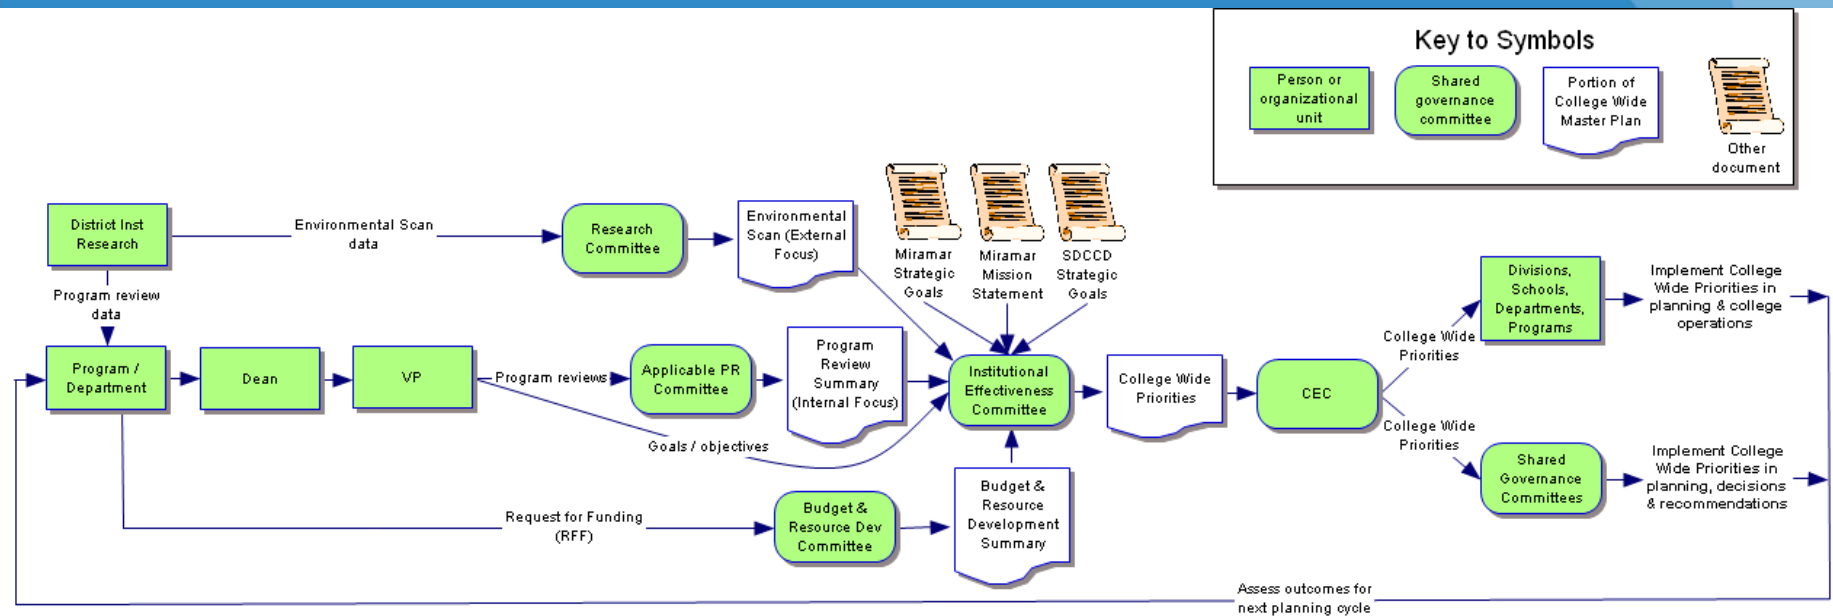 Key to Symbols
Person or
organizational
unit
Shared
governance
committee
Portion of
College Wide
Master Plan
Other
document
District Inst
Research
Environmental Scan
data
Research
Committee
Environmental
Scan (External
Focus)
Miramar
Strategic
Goals
Miramar
Mission
Statement
SDCCD
Strategic
Goals
Program review
data
Program /
Department
Dean
VP
Program reviews
Applicable PR
Committee
Program
Review
Summary
(Internal Focus)
Goals / objectives
Institutional
Effectiveness
Committee
College Wide
Priorities
CEC
College Wide
Priorities
College Wide
Priorities
Divisions,
Schools,
Departments,
Programs
Implement College
Wide Priorities in
planning & college
operations
Shared
Governance
Committees
Implement College
Wide Priorities in
planning, decisions
& recommendations
Request for Funding
(RFF)
Budget &
Resource Dev
Committee
Budget &
Resource
Development
Summary
Assess outcomes for
next planning cycle